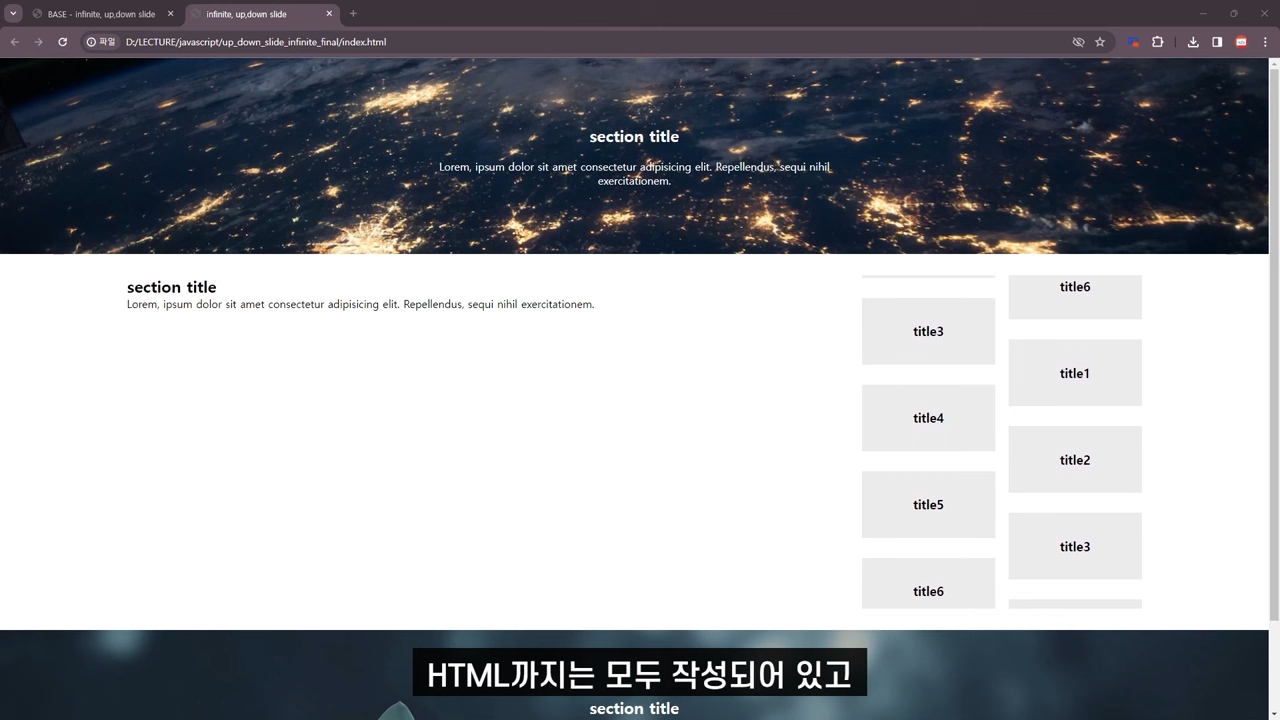 BASE - infinite, up,down slide
infinite, up,down slide
파일
D:/LECTURE/javascript/up_down_slide_infinite_final/index.html
section title
Lorem, ipsum dolor sit amet consectetur adipisicing elit. Repellendus, sequi nihil
exercitationem.
section title
Lorem, ipsum dolor sit amet consectetur adipisicing elit. Repellendus, sequi nihil exercitationem.
title3
title4
title5
title6
title6
title1
title2
title3
HTML까지는 모두 작성되어 있고
section title